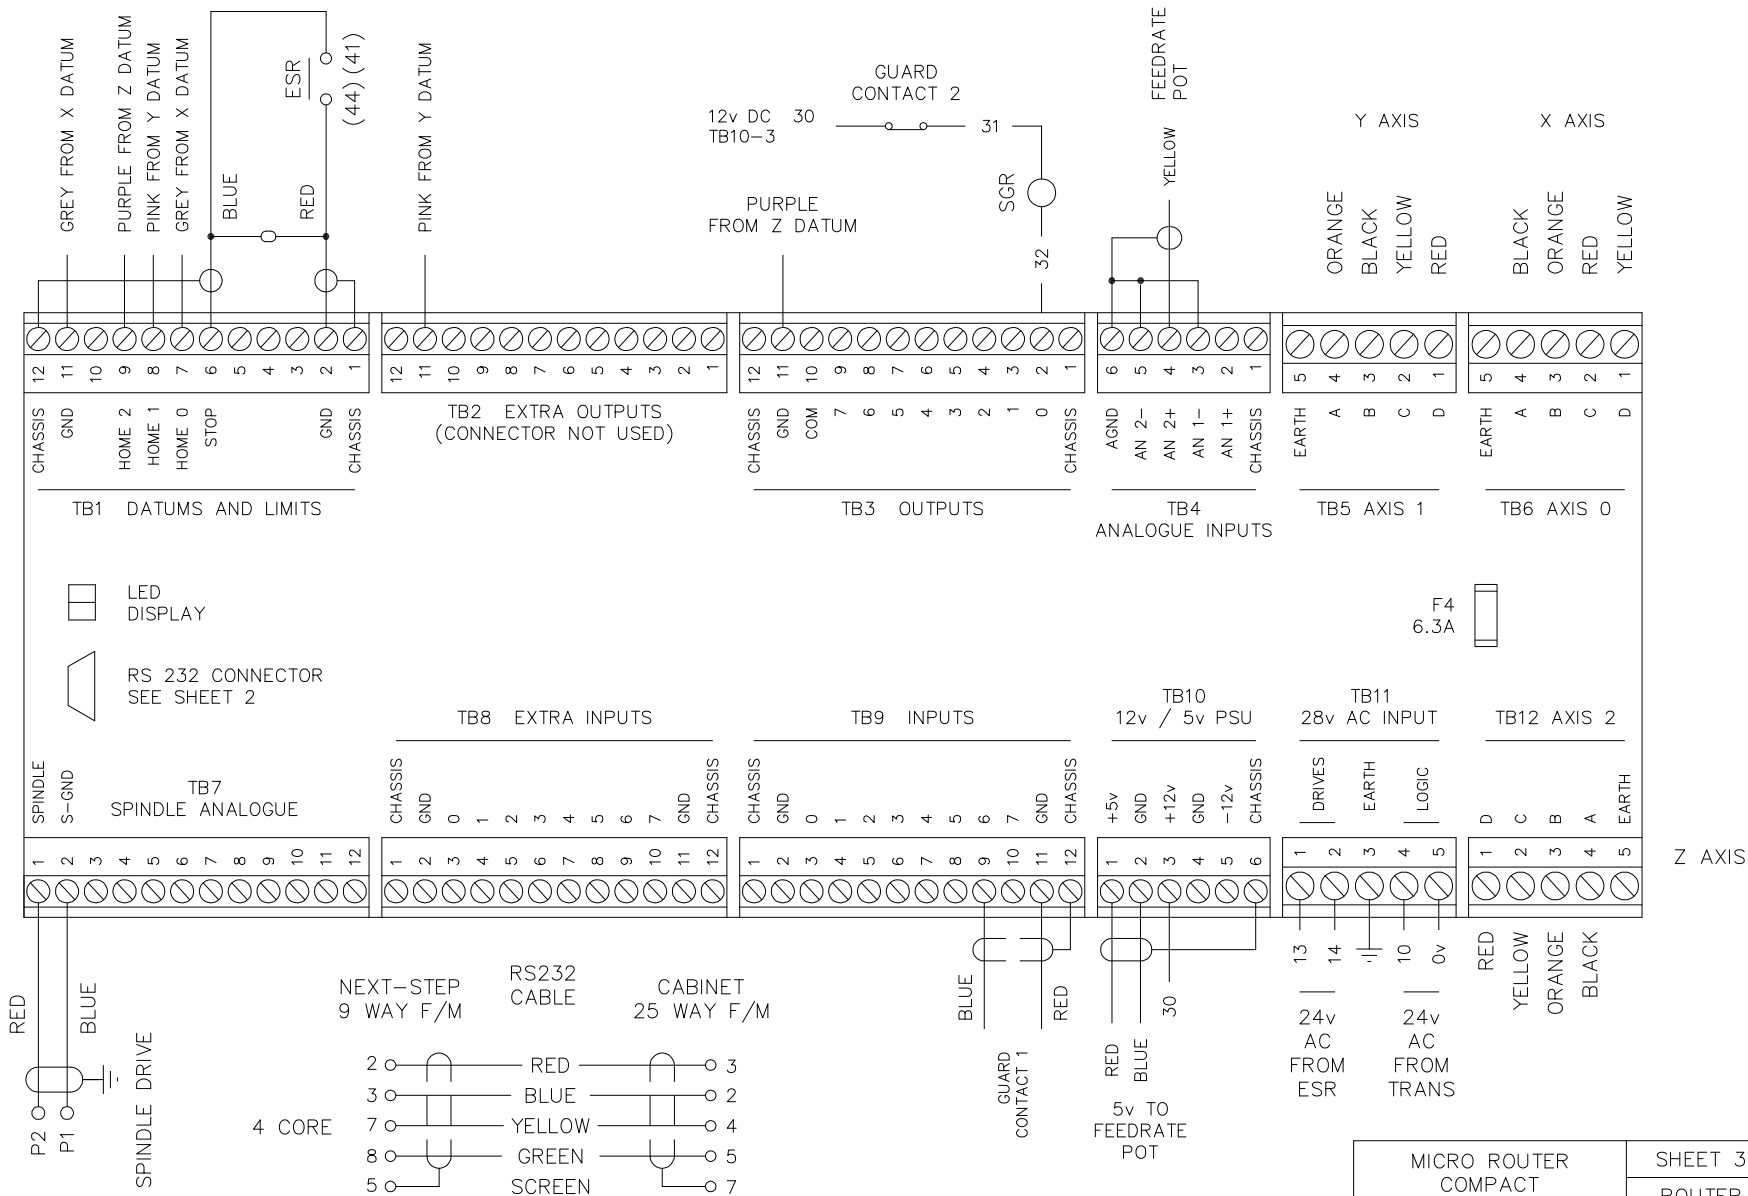 GREY FROM X DATUM
PURPLE FROM Z DATUM
PINK FROM Y DATUM
GREY FROM X DATUM
BLUE
RED
ESR
(44) (41)
PINK FROM Y DATUM
12v DC 30
TB10-3
GUARD
CONTACT 2
31
SGR
32
PURPLE
FROM Z DATUM
FEEDRATE
POT
YELLOW
Y AXIS
ORANGE
BLACK
YELLOW
RED
X AXIS
BLACK
ORANGE
RED
YELLOW
12 11 10 9 8 7 6 5 4 3 2 1
CHASSIS
GND
HOME 2
HOME 1
HOME 0
STOP
GND
CHASSIS
TB1 DATUMS AND LIMITS
12 11 10 9 8 7 6 5 4 3 2 1
TB2 EXTRA OUTPUTS
(CONNECTOR NOT USED)
12 11 10 9 8 7 6 5 4 3 2 1
CHASSIS
GND
COM
7 6 5 4 3 2 1 0
CHASSIS
TB3 OUTPUTS
6 5 4 3 2 1
AGND
AN 2-
AN 2+
AN 1-
AN 1+
CHASSIS
TB4
ANALOGUE INPUTS
5 4 3 2 1
EARTH
A B C D
TB5 AXIS 1
5 4 3 2 1
EARTH
A B C D
TB6 AXIS 0
LED
DISPLAY
RS 232 CONNECTOR
SEE SHEET 2
F4
6.3A
SPINDLE
S-GND
TB7
SPINDLE ANALOGUE
1 2 3 4 5 6 7 8 9 10 11 12
TB8 EXTRA INPUTS
CHASSIS
GND
0 1 2 3 4 5 6 7
GND
CHASSIS
1 2 3 4 5 6 7 8 9 10 11 12
TB9 INPUTS
CHASSIS
GND
0 1 2 3 4 5 6 7
GND
CHASSIS
1 2 3 4 5 6 7 8 9 10 11 12
TB10
12v / 5v PSU
+5v
GND
+12v
GND
-12v
CHASSIS
1 2 3 4 5 6
TB11
28v AC INPUT
DRIVES
EARTH
LOGIC
1 2 3 4 5
TB12 AXIS 2
D C B A
EARTH
1 2 3 4 5
Z AXIS
RED
BLUE
P2
P1
SPINDLE DRIVE
NEXT-STEP
9 WAY F/M
RS232
CABLE
CABINET
25 WAY F/M
4 CORE
2 RED 3
3 BLUE 2
7 YELLOW 4
8 GREEN 5
5 SCREEN 7
BLUE
RED
GUARD
CONTACT 1
RED
BLUE
30
5v TO
FEEDRATE
POT
13
14
10
0v
24v
AC
FROM
ESR
24v
AC
FROM
TRANS
RED
YELLOW
ORANGE
BLACK
MICRO ROUTER
COMPACT
SHEET 3
ROUTER